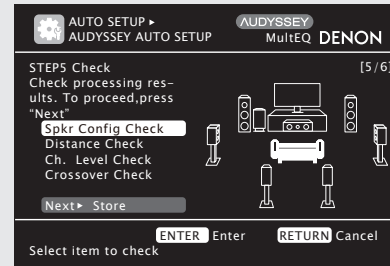 AUTO SETUP ▸
AUDYSSEY AUTO SETUP
AUDYSSEY
MultEQ DENON
STEP5 Check
[5/6]
Check processing res-
ults. To proceed,press
“Next”
Spkr Config Check
Distance Check
Ch. Level Check
Crossover Check
Next▸ Store
ENTER Enter
RETURN Cancel
Select item to check